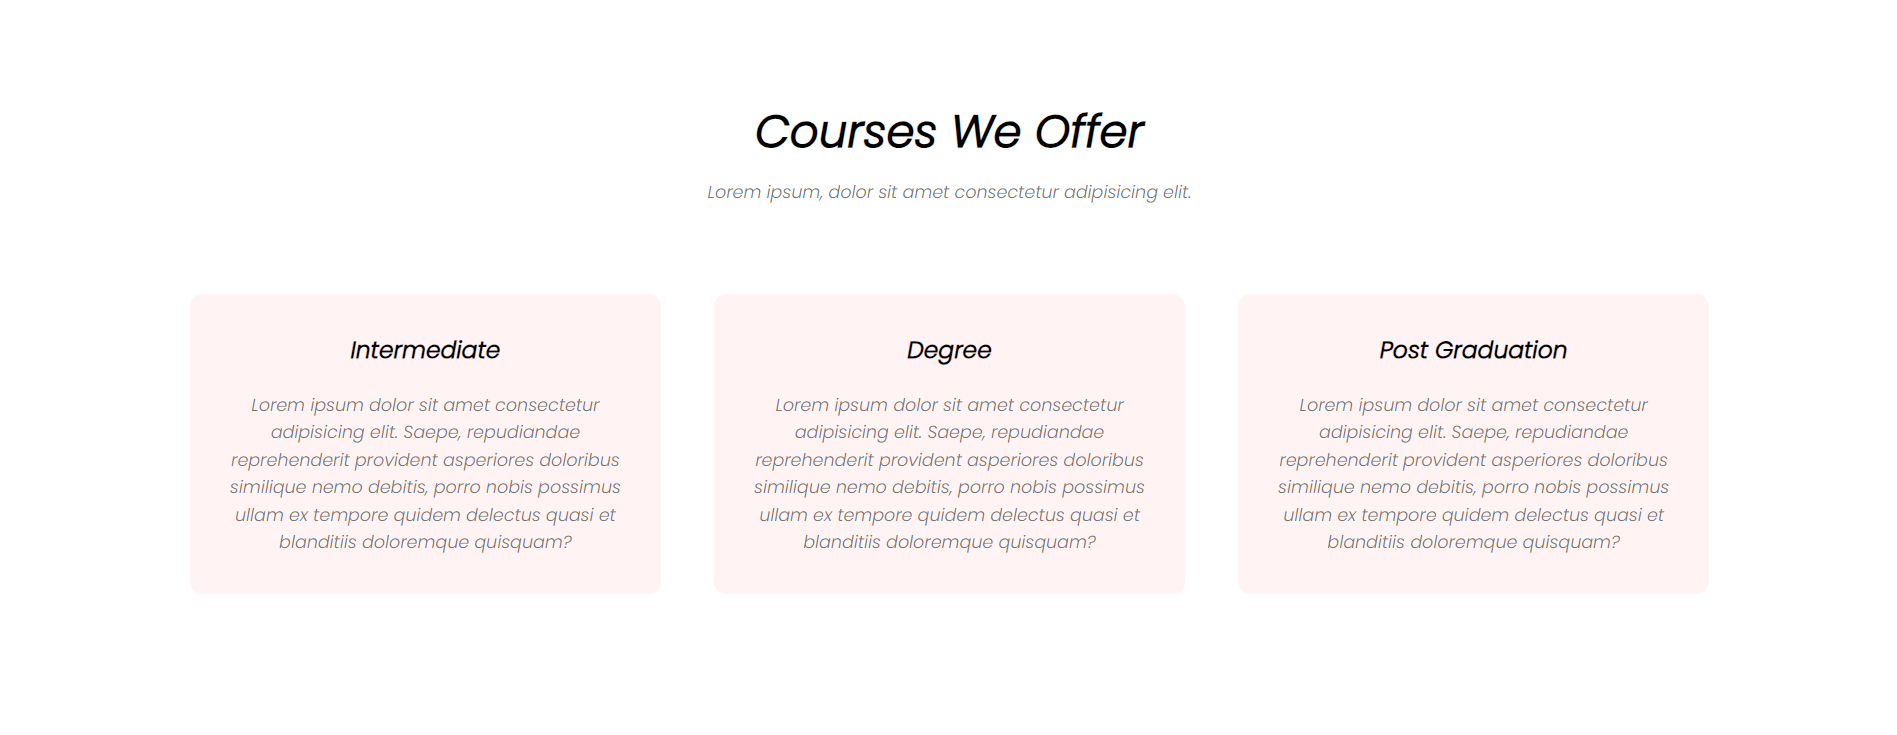 Courses We Offer
Lorem ipsum, dolor sit amet consectetur adipisicing elit.
Intermediate
Lorem ipsum dolor sit amet consectetur
adipisicing elit. Saepe, repudiandae
reprehenderit provident asperiores doloribus
similique nemo debitis, porro nobis possimus
ullam ex tempore quidem delectus quasi et
blanditiis doloremque quisquam?
Degree
Lorem ipsum dolor sit amet consectetur
adipisicing elit. Saepe, repudiandae
reprehenderit provident asperiores doloribus
similique nemo debitis, porro nobis possimus
ullam ex tempore quidem delectus quasi et
blanditiis doloremque quisquam?
Post Graduation
Lorem ipsum dolor sit amet consectetur
adipisicing elit. Saepe, repudiandae
reprehenderit provident asperiores doloribus
similique nemo debitis, porro nobis possimus
ullam ex tempore quidem delectus quasi et
blanditiis doloremque quisquam?